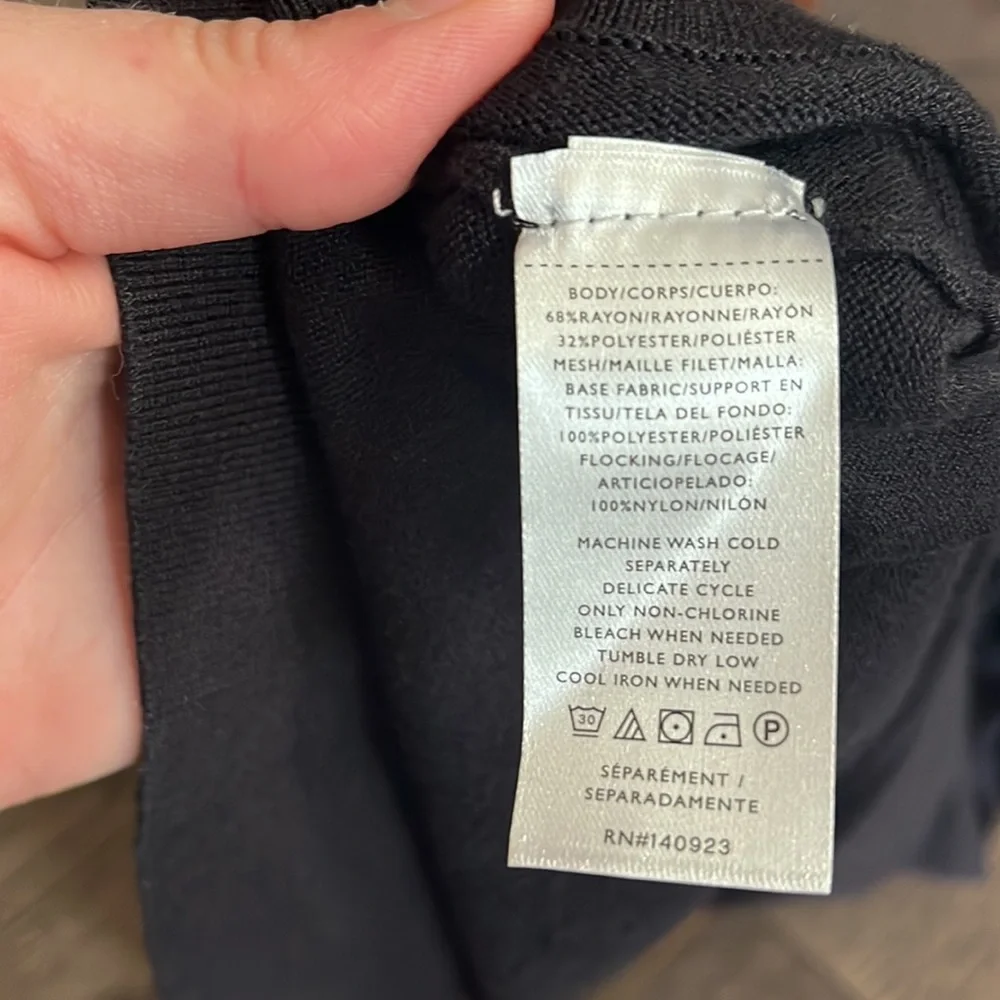 BODY/CORPS/CUERPO:
68%RAYON/RAYONNE/RAYÓN
32%POLYESTER/POLIÉSTER
MESH/MAILLE FILET/MALLA:
BASE FABRIC/SUPPORT EN
TISSU/TELA DEL FONDO:
100%POLYESTER/POLIÉSTER
FLOCKING/FLOCAGE/
ARTICIOPELADO:
100%NYLON/NILÓN
MACHINE WASH COLD
SEPARATELY
DELICATE CYCLE
ONLY NON-CHLORINE
BLEACH WHEN NEEDED
TUMBLE DRY LOW
COOL IRON WHEN NEEDED
30 P
SÉPARÉMENT /
SEPARADAMENTE
RN#140923